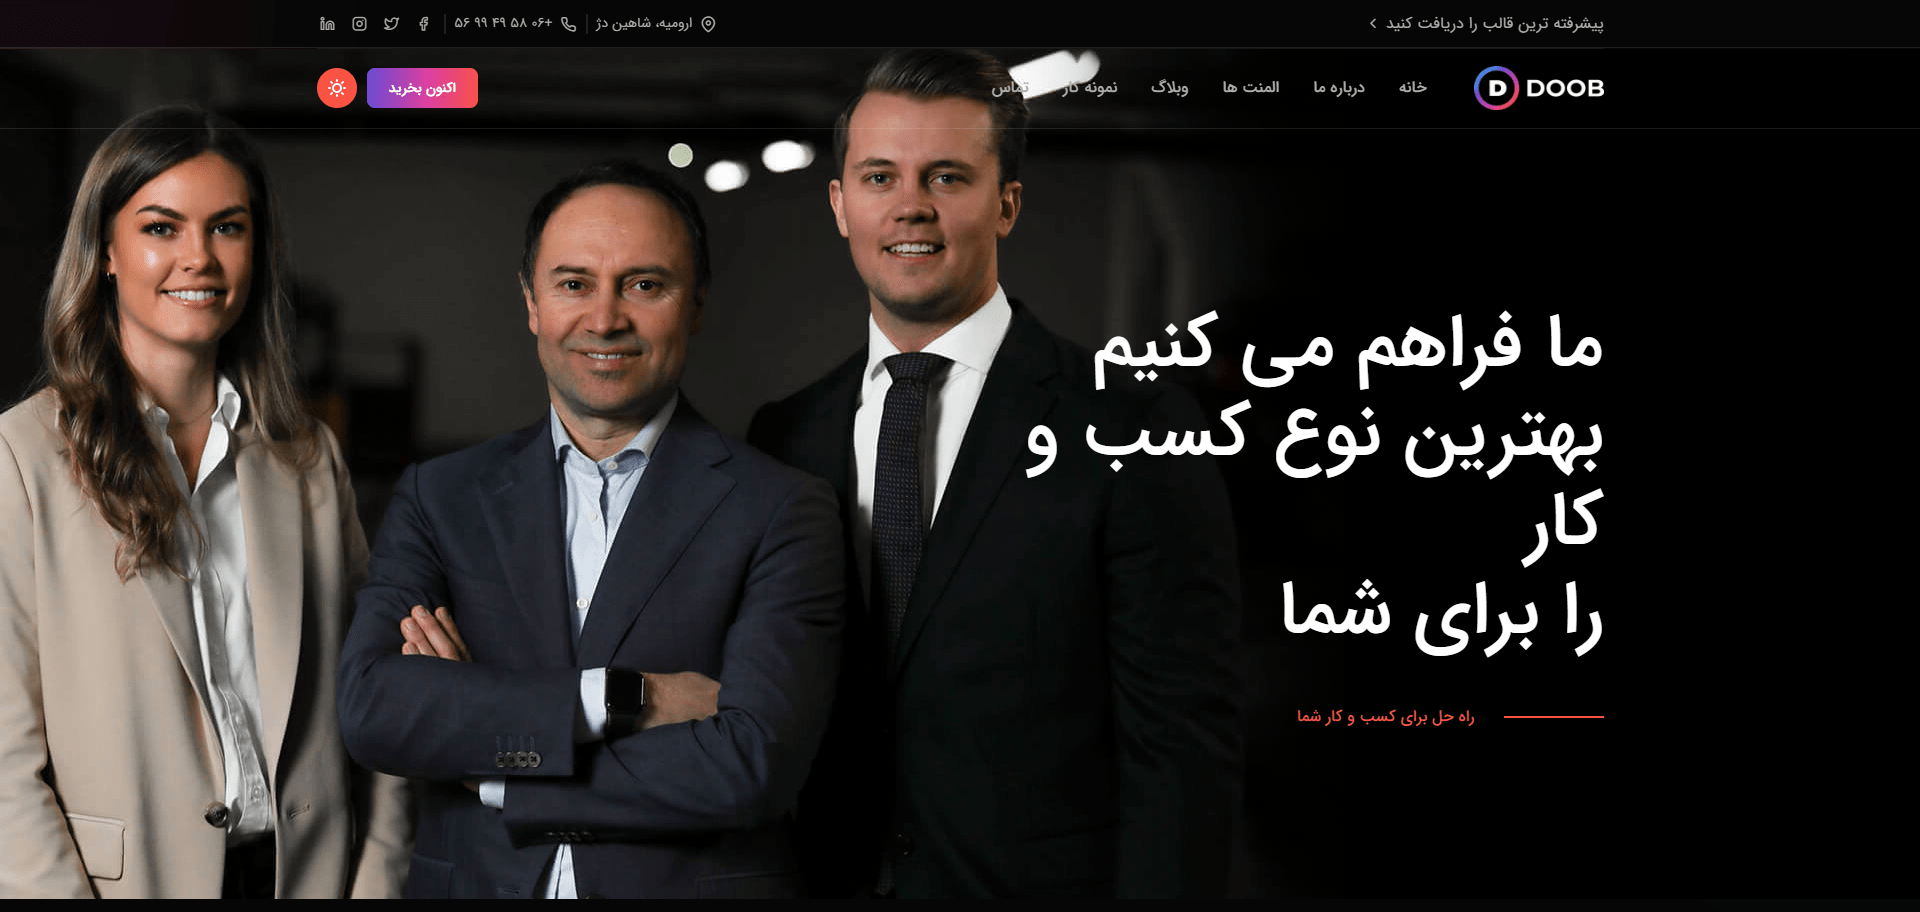 پیشرفته ترین قالب را دریافت کنید
ارومیه، شاهین دژ
+۰۶ ۵۸ ۴۹ ۹۹ ۵۶
DOOB
خانه
درباره ما
المنت ها
وبلاگ
نمونه کار
تماس
اکنون بخرید
ما فراهم می کنیم
بهترین نوع کسب و
کار
را برای شما
راه حل برای کسب و کار شما